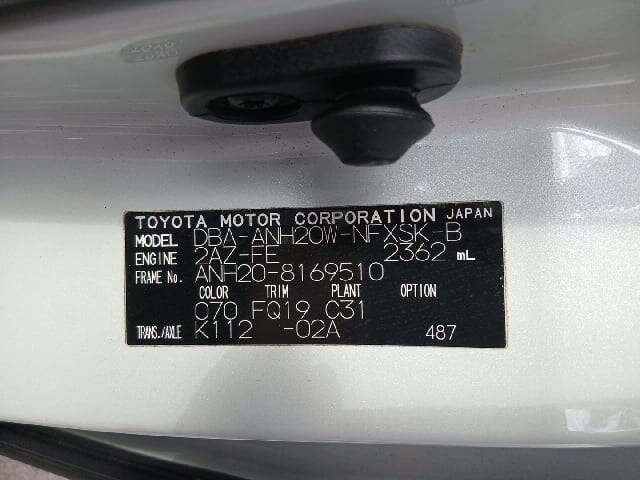 TOYOTA MOTOR CORPORATION JAPAN
MODEL DBA-ANH20W-NFXSK-B
ENGINE 2AZ-FE 2362 mL
FRAME No. ANH20-8169510
COLOR TRIM PLANT OPTION
070 FQ19 C31
TRANS./AXLE K112 -02A 487